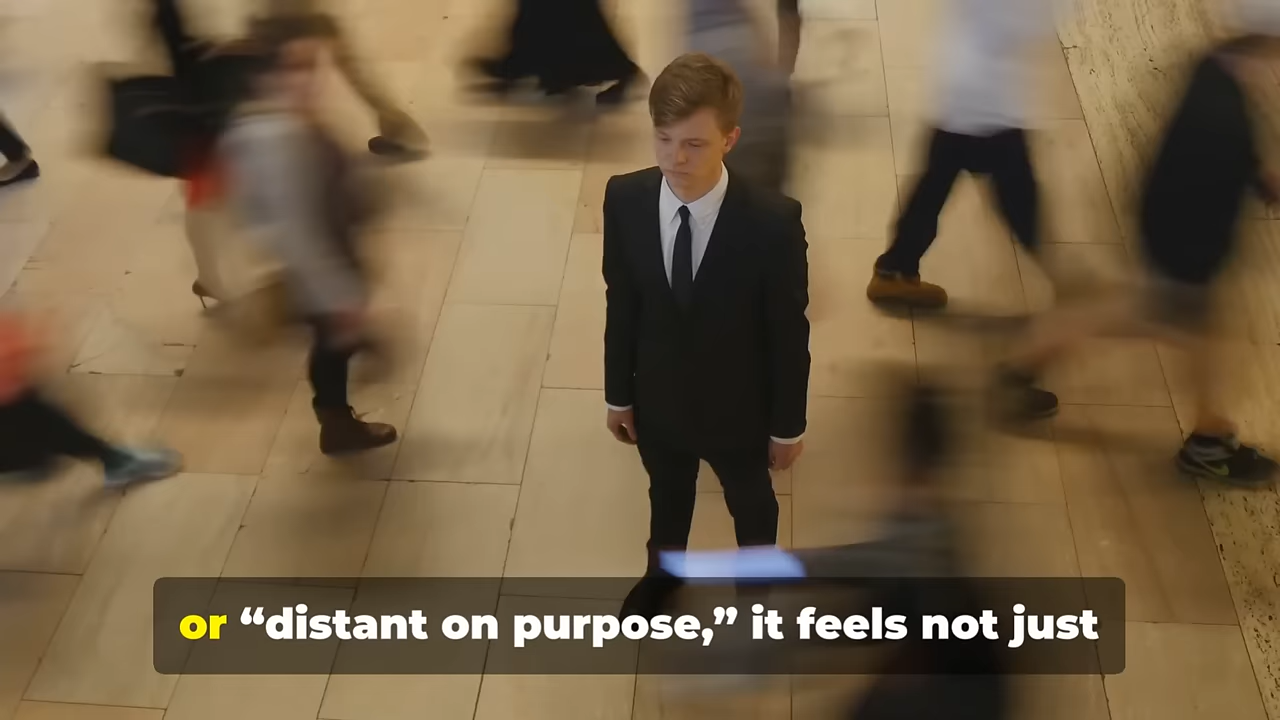 or “distant on purpose,” it feels not just